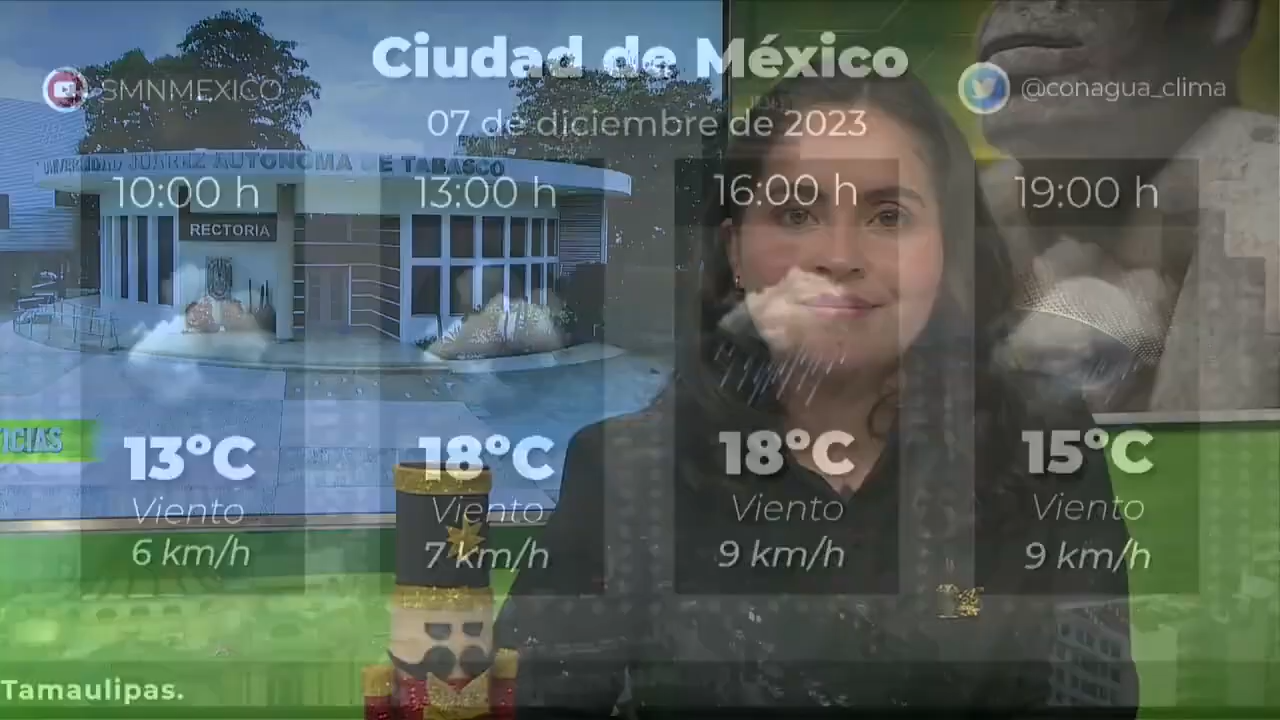 Ciudad de México
SMNMEXICO
@conagua_clima
07 de diciembre de 2023
UNIVERSIDAD JUÁREZ AUTÓNOMA DE TABASCO
10:00 h
13:00 h
16:00 h
19:00 h
RECTORIA
13°C
18°C
18°C
15°C
Viento
Viento
Viento
Viento
6 km/h
7 km/h
9 km/h
9 km/h
Tamaulipas.